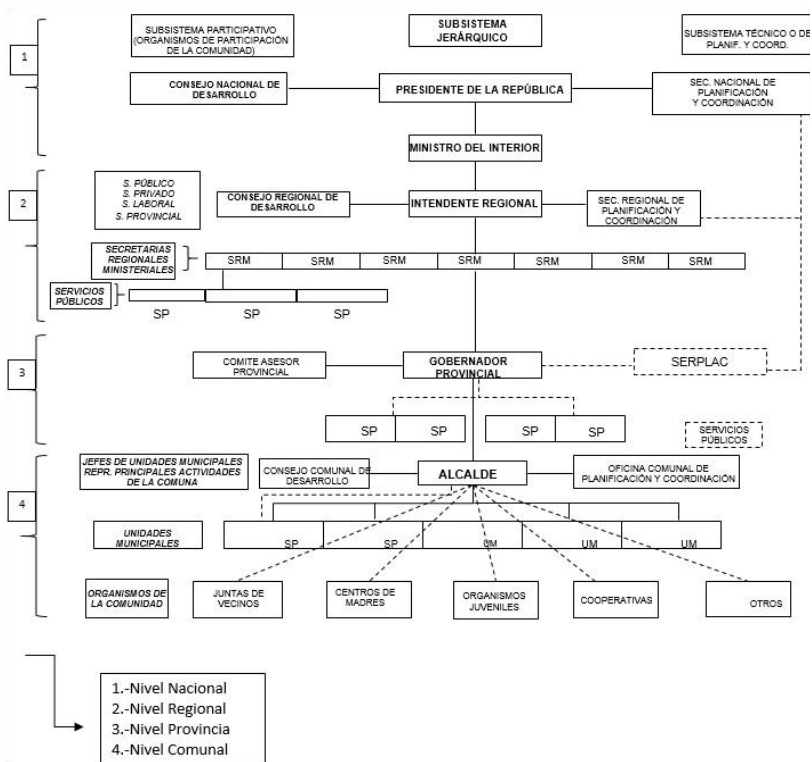 SUBSISTEMA PARTICIPATIVO
(ORGANISMOS DE PARTICIPACIÓN
DE LA COMUNIDAD)
SUBSISTEMA
JERÁRQUICO
SUBSISTEMA TÉCNICO O DE
PLANIF. Y COORD.
1
CONSEJO NACIONAL DE
DESARROLLO
PRESIDENTE DE LA REPÚBLICA
SEC. NACIONAL DE
PLANIFICACIÓN
Y COORDINACIÓN
MINISTRO DEL INTERIOR
2
S. PÚBLICO
S. PRIVADO
S. LABORAL
S. PROVINCIAL
CONSEJO REGIONAL DE
DESARROLLO
INTENDENTE REGIONAL
SEC. REGIONAL DE
PLANIFICACIÓN Y
COORDINACIÓN
SECRETARIAS
REGIONALES
MINISTERIALES
SRM SRM SRM SRM SRM SRM SRM
SERVICIOS
PÚBLICOS
SP SP SP
3
COMITE ASESOR
PROVINCIAL
GOBERNADOR
PROVINCIAL
SERPLAC
SP SP SP SP
SERVICIOS
PÚBLICOS
4
JEFES DE UNIDADES MUNICIPALES
REPR. PRINCIPALES ACTIVIDADES
DE LA COMUNA
CONSEJO COMUNAL DE
DESARROLLO
ALCALDE
OFICINA COMUNAL DE
PLANIFICACIÓN Y COORDINACIÓN
UNIDADES
MUNICIPALES
SP SP UM UM UM
ORGANISMOS DE
LA COMUNIDAD
JUNTAS DE
VECINOS
CENTROS DE
MADRES
ORGANISMOS
JUVENILES
COOPERATIVAS
OTROS
1.-Nivel Nacional
2.-Nivel Regional
3.-Nivel Provincia
4.-Nivel Comunal